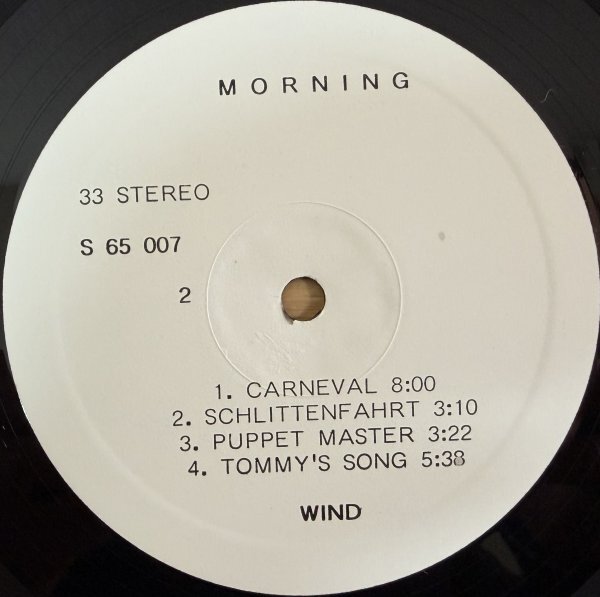 MORNING
33 STEREO
S 65 007
2
1. CARNEVAL 8:00
2. SCHLITTENFAHRT 3:10
3. PUPPET MASTER 3:22
4. TOMMY'S SONG 5:38
WIND